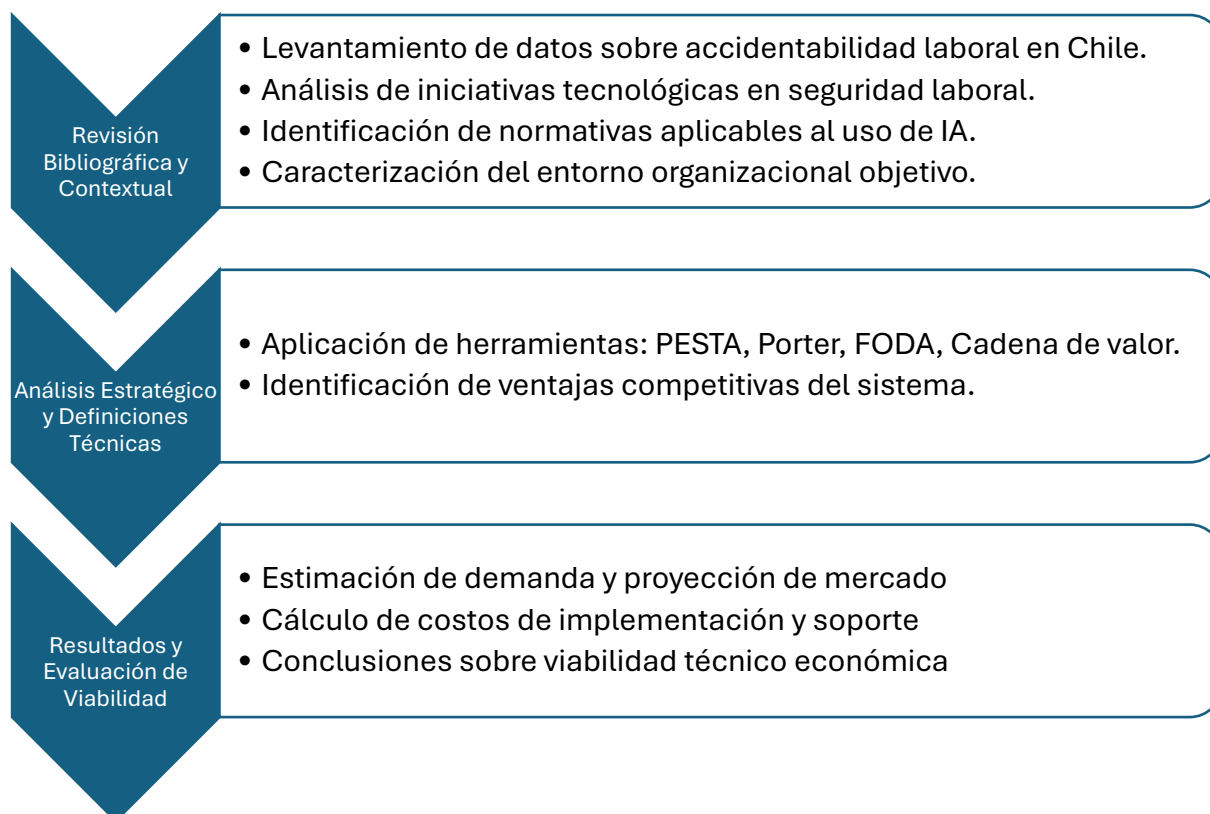 Revisión
Bibliográfica y
Contextual
• Levantamiento de datos sobre accidentabilidad laboral en Chile.
• Análisis de iniciativas tecnológicas en seguridad laboral.
• Identificación de normativas aplicables al uso de IA.
• Caracterización del entorno organizacional objetivo.
Análisis Estratégico
y Definiciones
Técnicas
• Aplicación de herramientas: PESTA, Porter, FODA, Cadena de valor.
• Identificación de ventajas competitivas del sistema.
Resultados y
Evaluación de
Viabilidad
• Estimación de demanda y proyección de mercado
• Cálculo de costos de implementación y soporte
• Conclusiones sobre viabilidad técnico económica